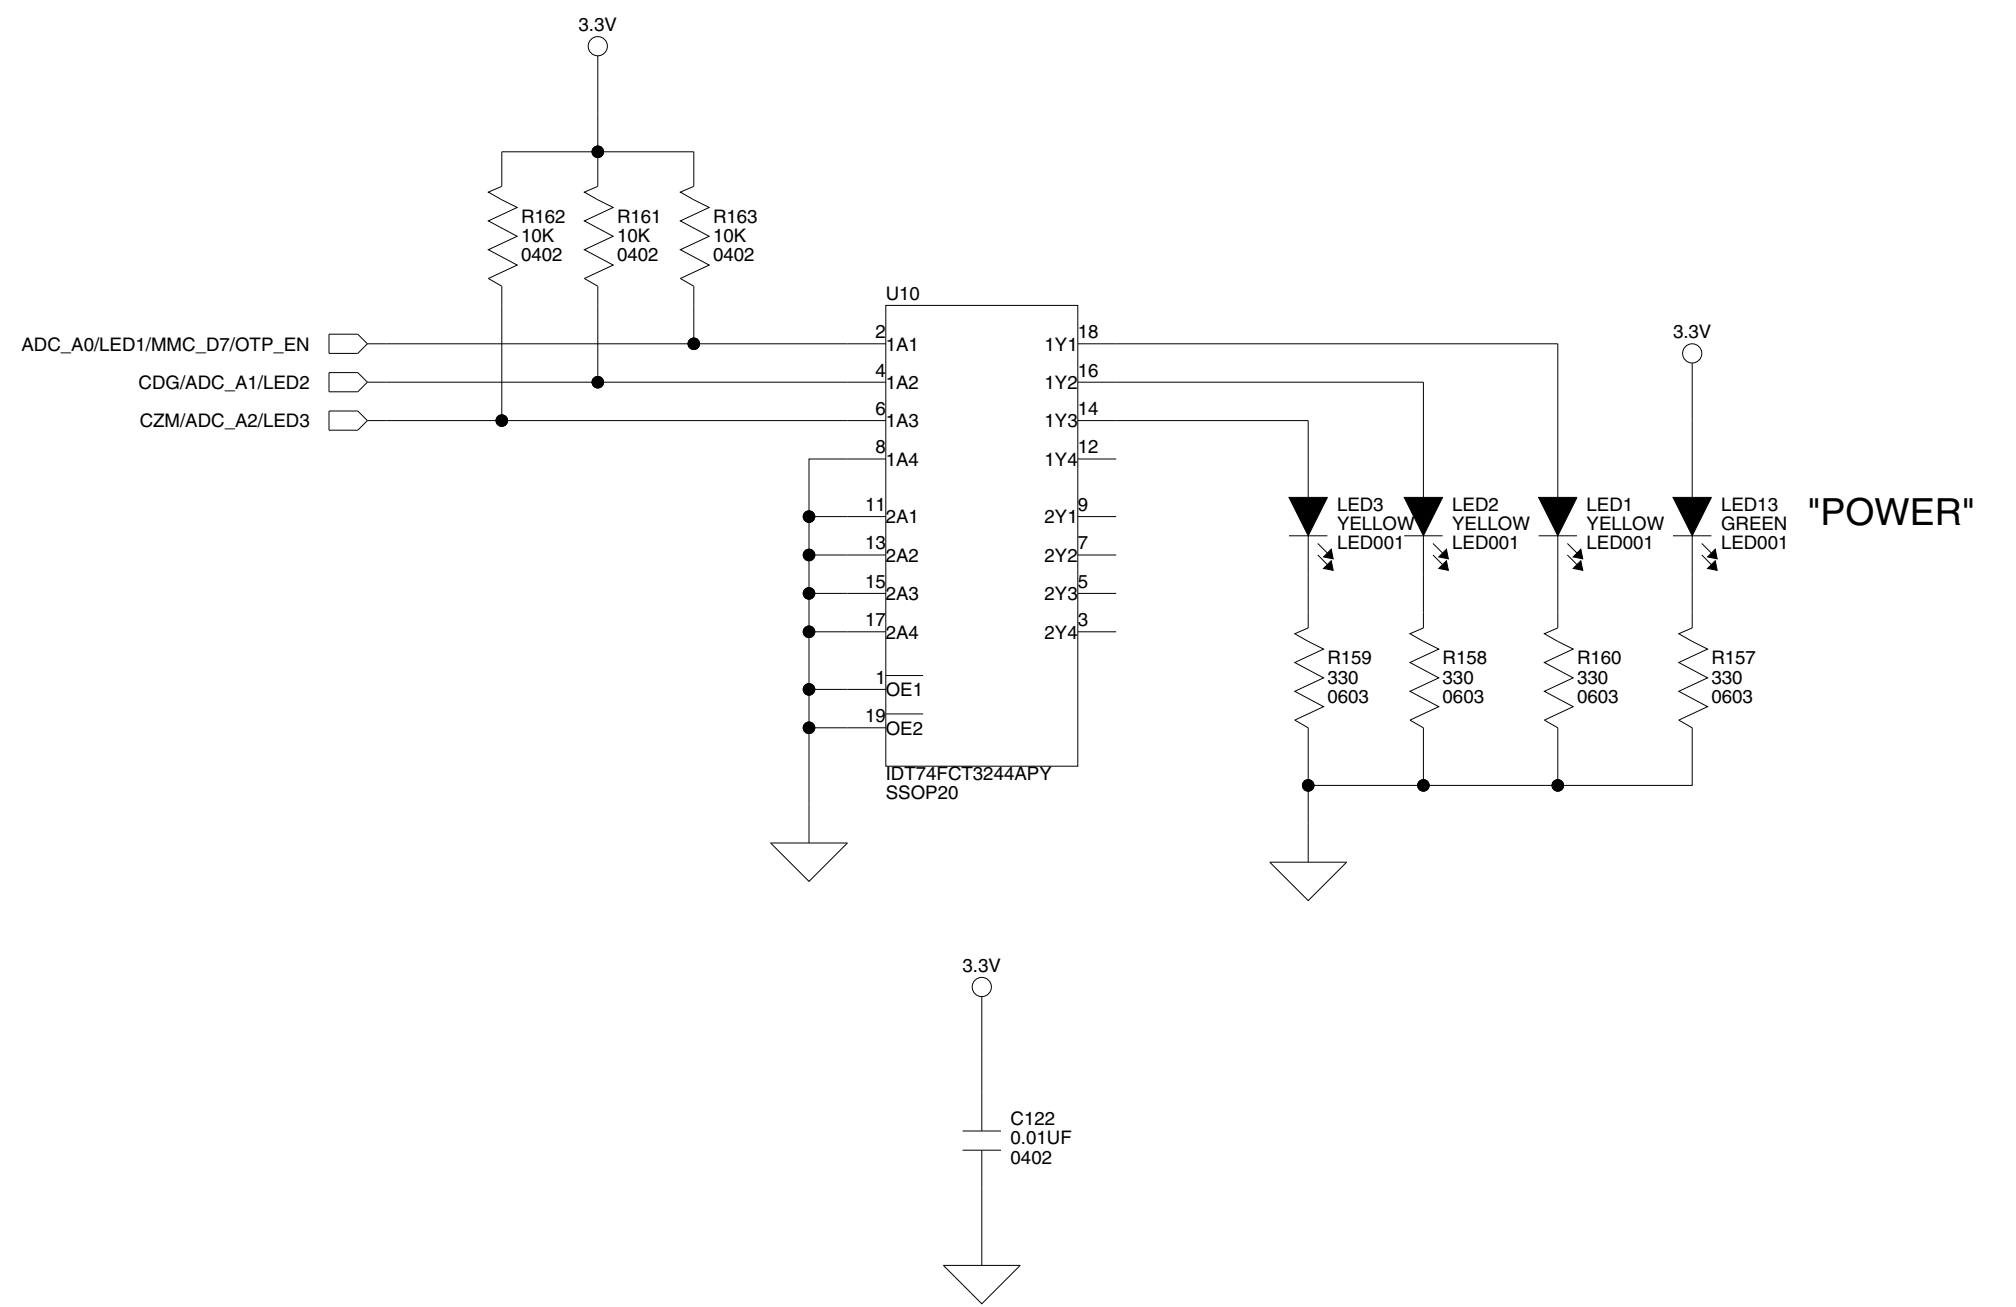 3.3V
R162
10K
0402
R161
10K
0402
R163
10K
0402
ADC_A0/LED1/MMC_D7/OTP_EN
CDG/ADC_A1/LED2
CZM/ADC_A2/LED3
U10
2
1A1
4
1A2
6
1A3
8
1A4
11
2A1
13
2A2
15
2A3
17
2A4
1
OE1
19
OE2
18
1Y1
16
1Y2
14
1Y3
12
1Y4
9
2Y1
7
2Y2
5
2Y3
3
2Y4
IDT74FCT3244APY
SSOP20
3.3V
LED3
YELLOW
LED001
LED2
YELLOW
LED001
LED1
YELLOW
LED001
LED13
GREEN
LED001
"POWER"
R159
330
0603
R158
330
0603
R160
330
0603
R157
330
0603
3.3V
C122
0.01UF
0402